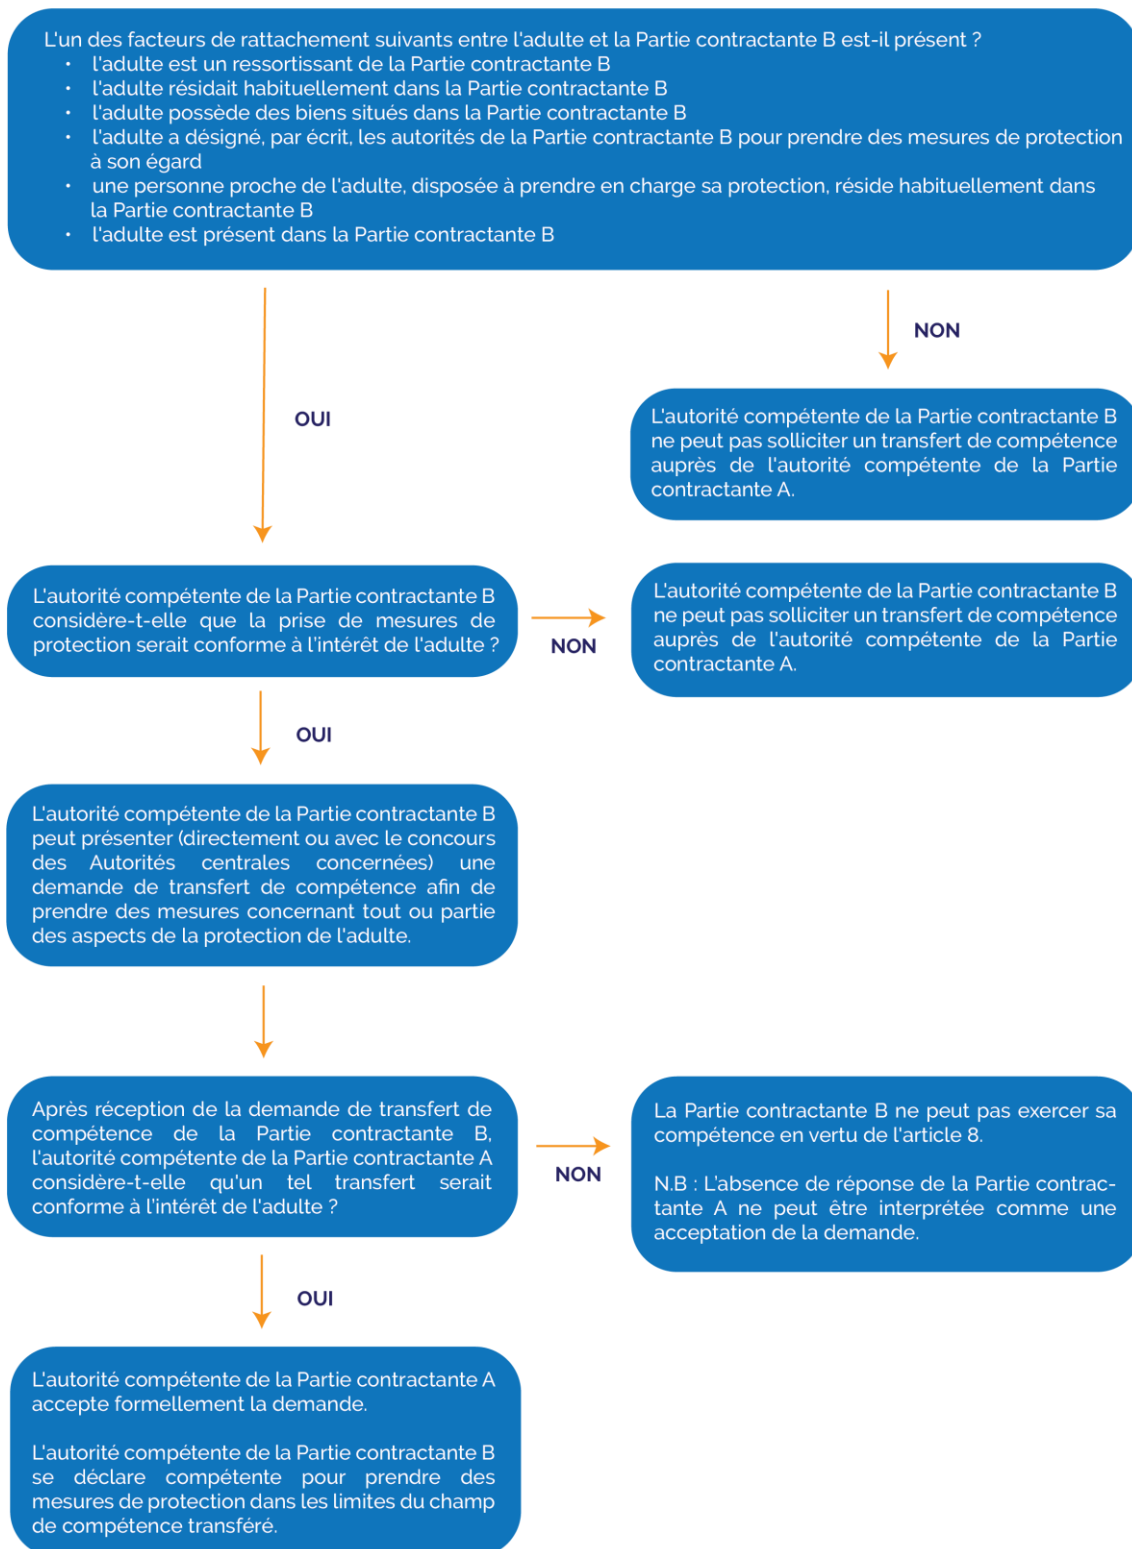 L'un des facteurs de rattachement suivants entre l'adulte et la Partie contractante B est-il présent ?
• l'adulte est un ressortissant de la Partie contractante B
• l'adulte résidait habituellement dans la Partie contractante B
• l'adulte possède des biens situés dans la Partie contractante B
• l'adulte a désigné, par écrit, les autorités de la Partie contractante B pour prendre des mesures de protection
à son égard
• une personne proche de l'adulte, disposée à prendre en charge sa protection, réside habituellement dans
la Partie contractante B
• l'adulte est présent dans la Partie contractante B
NON
OUI
L'autorité compétente de la Partie contractante B
ne peut pas solliciter un transfert de compétence
auprès de l'autorité compétente de la Partie
contractante A.
L'autorité compétente de la Partie contractante B
considère-t-elle que la prise de mesures de
protection serait conforme à l'intérêt de l'adulte ?
NON
L'autorité compétente de la Partie contractante B
ne peut pas solliciter un transfert de compétence
auprès de l'autorité compétente de la Partie
contractante A.
OUI
L'autorité compétente de la Partie contractante B
peut présenter (directement ou avec le concours
des Autorités centrales concernées) une
demande de transfert de compétence afin de
prendre des mesures concernant tout ou partie
des aspects de la protection de l'adulte.
Après réception de la demande de transfert de
compétence de la Partie contractante B,
l'autorité compétente de la Partie contractante A
considère-t-elle qu'un tel transfert serait
conforme à l'intérêt de l'adulte ?
NON
La Partie contractante B ne peut pas exercer sa
compétence en vertu de l'article 8.
N.B : L'absence de réponse de la Partie contrac-
tante A ne peut être interprétée comme une
acceptation de la demande.
OUI
L'autorité compétente de la Partie contractante A
accepte formellement la demande.
L'autorité compétente de la Partie contractante B
se déclare compétente pour prendre des
mesures de protection dans les limites du champ
de compétence transféré.